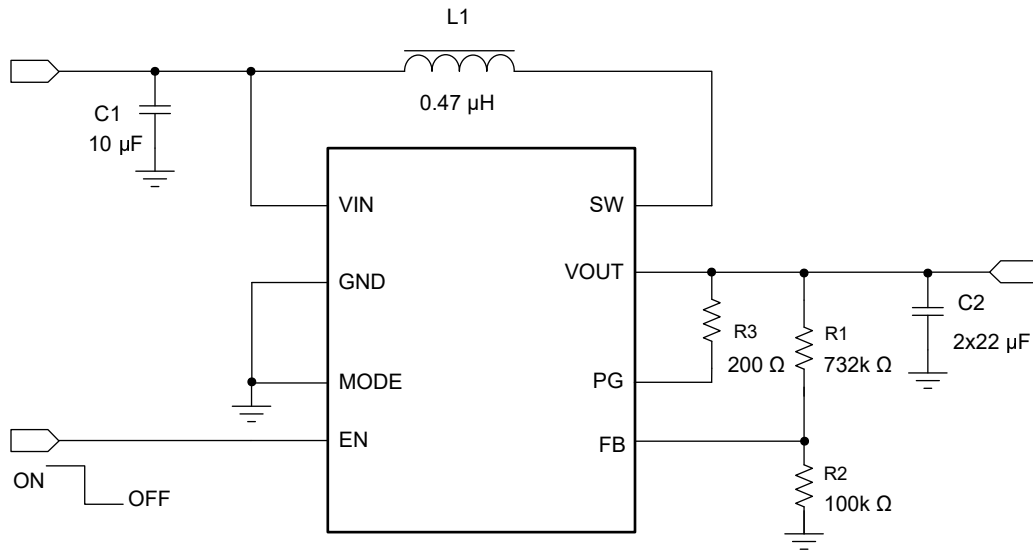 L1
0.47 µH
C1
10 µF
VIN
SW
GND
VOUT
C2
2x22 µF
R3
200 Ω
R1
732k Ω
MODE
PG
EN
FB
ON
OFF
R2
100k Ω